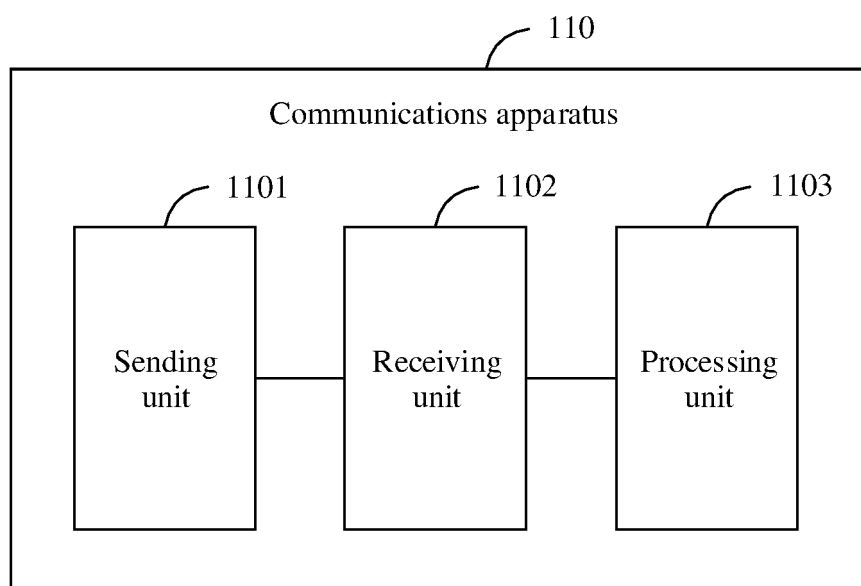 110
Communications apparatus
1101
1102
1103
Sending
unit
Receiving
unit
Processing
unit